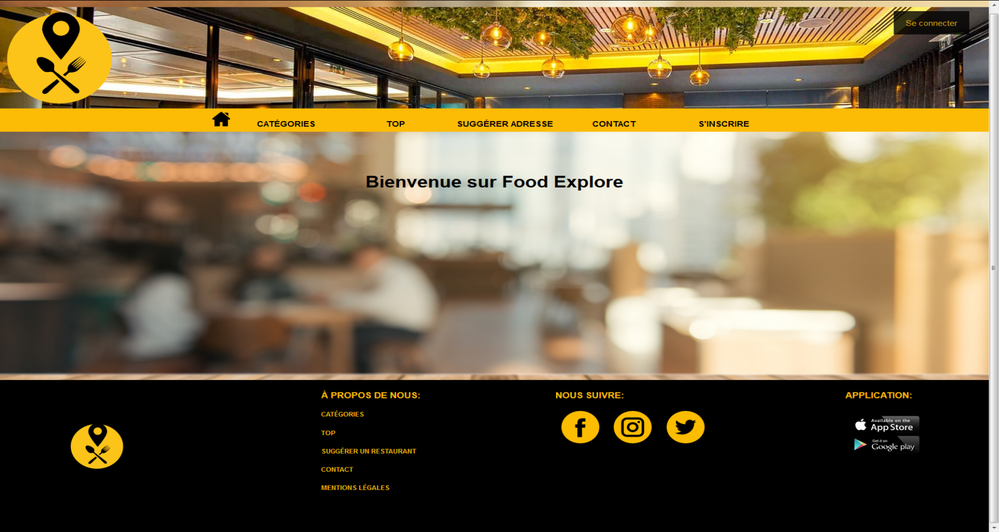 Se connecter
CATÉGORIES
TOP
SUGGÉRER ADRESSE
CONTACT
S'INSCRIRE
Bienvenue sur Food Explore
À PROPOS DE NOUS:
CATÉGORIES
TOP
SUGGÉRER UN RESTAURANT
CONTACT
MENTIONS LÉGALES
NOUS SUIVRE:
APPLICATION:
Available on the
App Store
Get it on
Google play